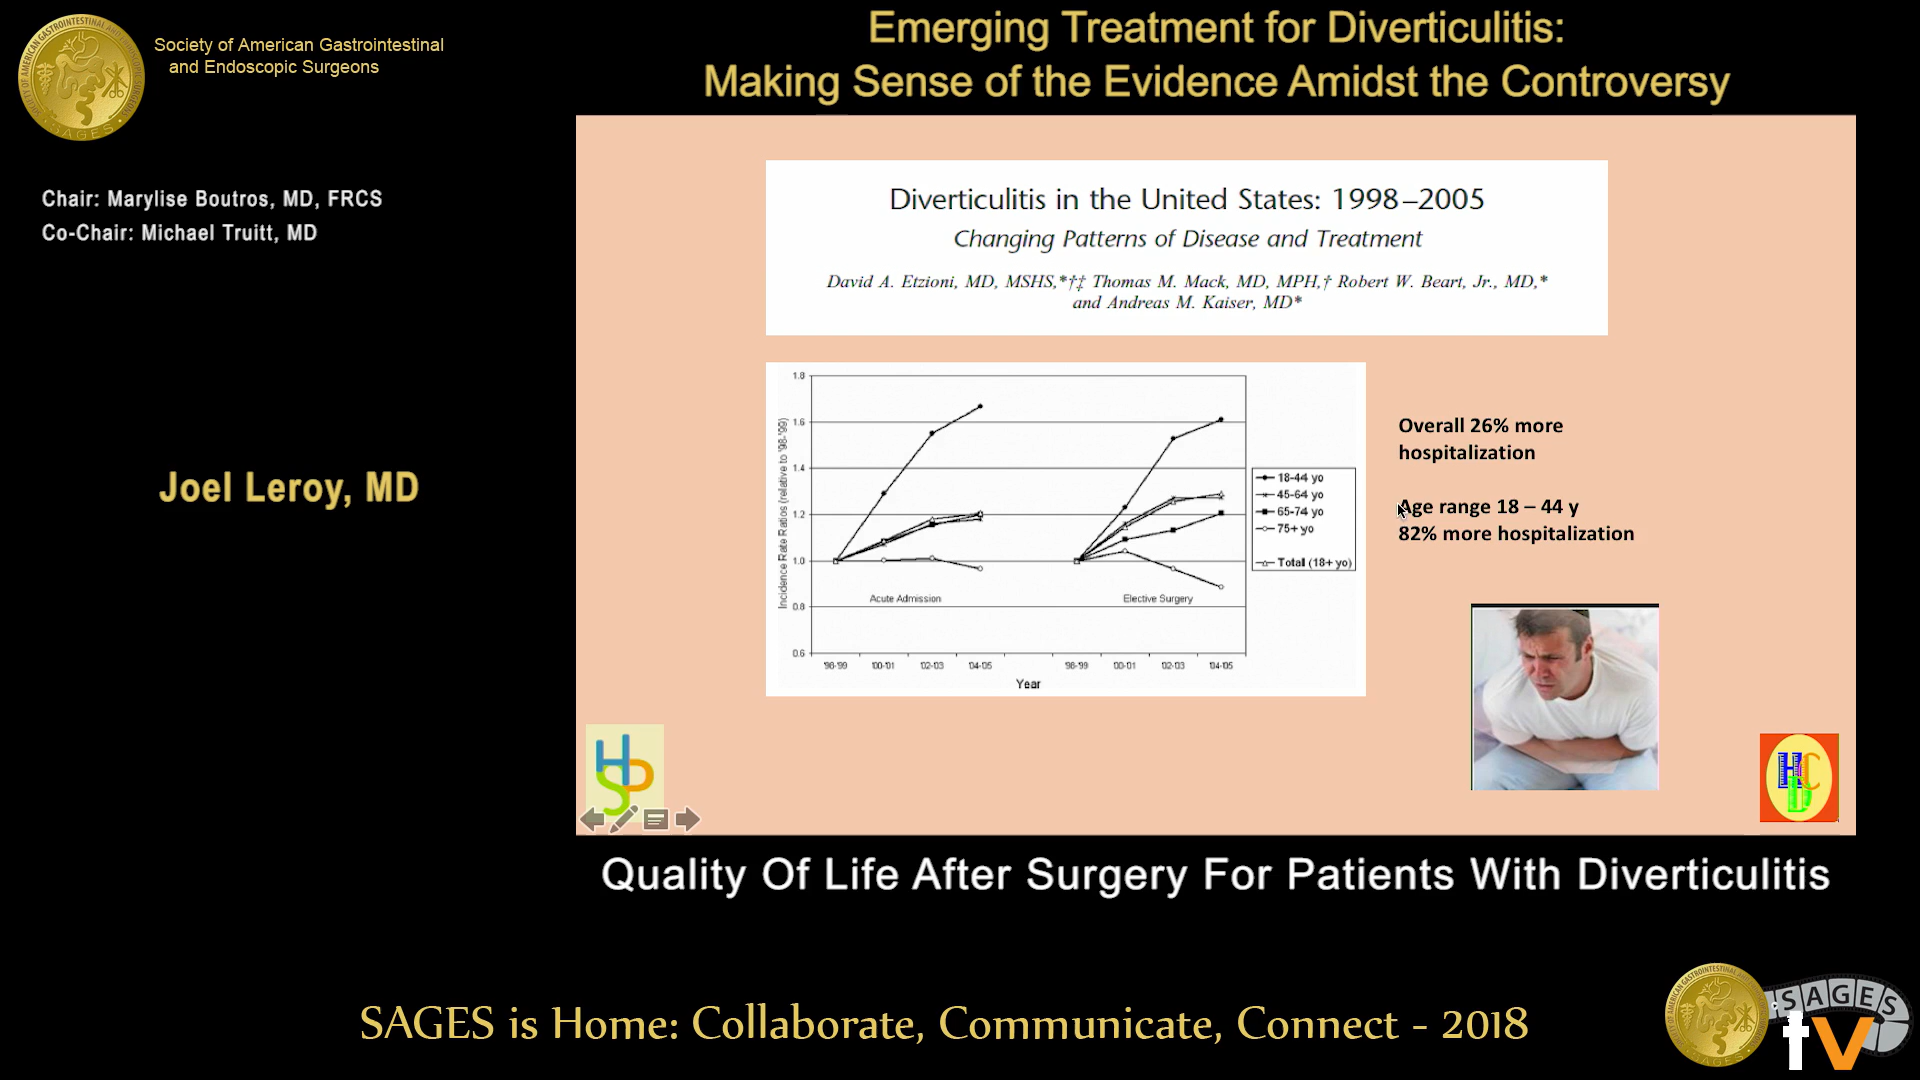 Society of American Gastrointestinal
and Endoscopic Surgeons
Emerging Treatment for Diverticulitis:
Making Sense of the Evidence Amidst the Controversy
Chair: Marylise Boutros, MD, FRCS
Co-Chair: Michael Truitt, MD
Joel Leroy, MD
Diverticulitis in the United States: 1998–2005
Changing Patterns of Disease and Treatment
David A. Etzioni, MD, MSHS,*†‡ Thomas M. Mack, MD, MPH,† Robert W. Beart, Jr., MD,*
and Andreas M. Kaiser, MD*
Incidence Rate Ratios (relative to '98-'99)
1.8
1.6
1.4
1.2
1.0
0.8
0.6
Acute Admission
Elective Surgery
'98-'99 '00-'01 '02-'03 '04-'05 '98-'99 '00-'01 '02-'03 '04-'05
Year
18-44 yo
45-64 yo
65-74 yo
75+ yo
Total (18+ yo)
Overall 26% more
hospitalization
Age range 18 – 44 y
82% more hospitalization
HPS
HCD
Quality Of Life After Surgery For Patients With Diverticulitis
SAGES is Home: Collaborate, Communicate, Connect - 2018
SAGES
tv